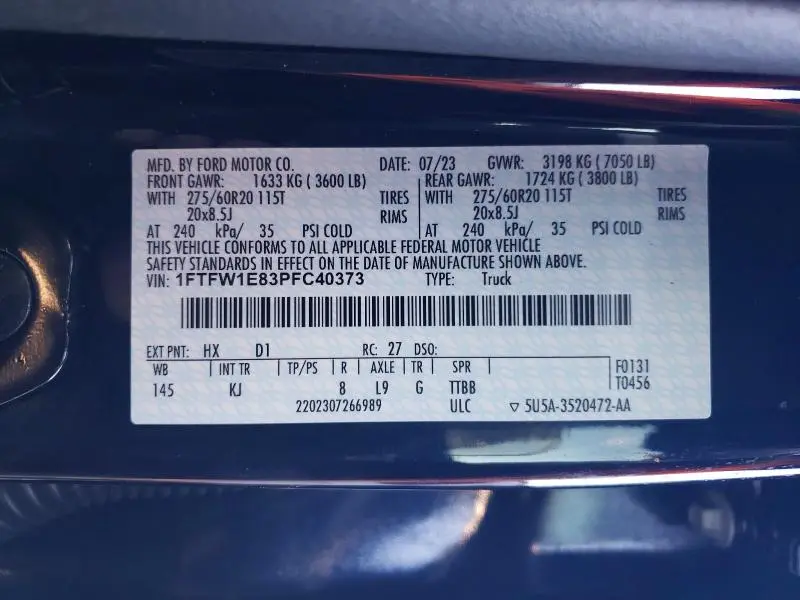 MFD. BY FORD MOTOR CO. DATE: 07/23 GVWR: 3198 KG ( 7050 LB)
FRONT GAWR: 1633 KG ( 3600 LB) REAR GAWR: 1724 KG ( 3800 LB)
WITH 275/60R20 115T TIRES 275/60R20 115T TIRES
20x8.5J RIMS 20x8.5J RIMS
AT 240 kPa/ 35 PSI COLD 240 kPa/ 35 PSI COLD
THIS VEHICLE CONFORMS TO ALL APPLICABLE FEDERAL MOTOR VEHICLE
SAFETY STANDARDS IN EFFECT ON THE DATE OF MANUFACTURE SHOWN ABOVE.
VIN: 1FTFW1E83PFC40373 TYPE: Truck
EXT PNT: HX D1 RC: 27 DSO:
WB INT TR TP/PS R AXLE TR SPR F0131
145 KJ 8 L9 G TTBB T0456
2202307266989 ULC ▽ 5U5A-3520472-AA